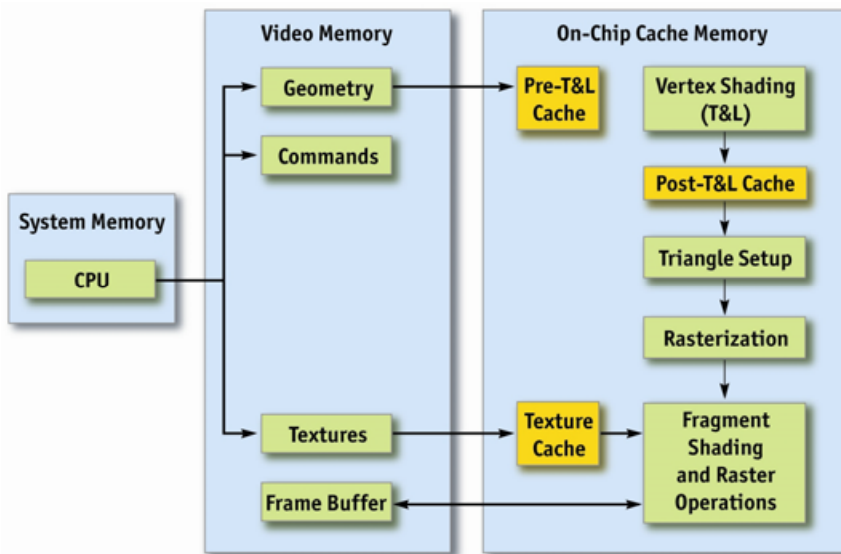 Video Memory
On-Chip Cache Memory
Geometry
Pre-T&L
Cache
Vertex Shading
(T&L)
Commands
Post-T&L Cache
System Memory
CPU
Triangle Setup
Rasterization
Textures
Texture
Cache
Fragment
Shading
and Raster
Operations
Frame Buffer